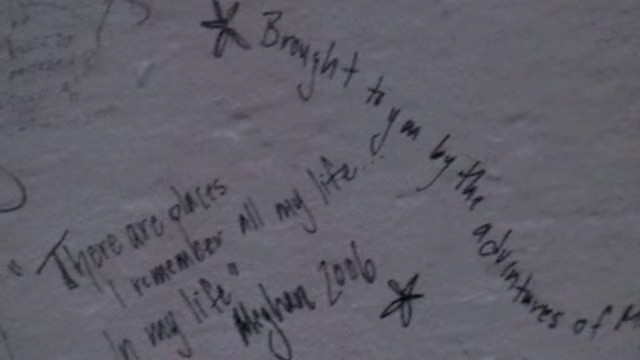 Brought to you by the adventures of M
"There are places
I remember all my life...
In my life"
Meghan 2006